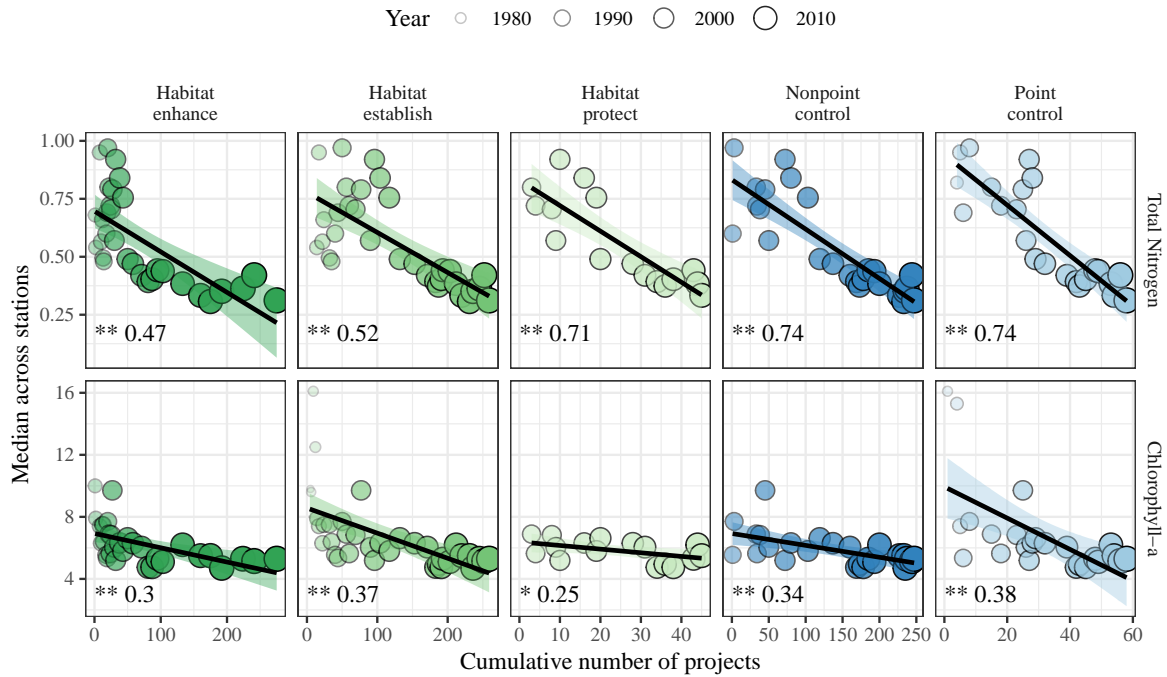 Year 1980 1990 2000 2010
Habitat enhance
Habitat establish
Habitat protect
Nonpoint control
Point control
Median across stations
1.00
0.75
0.50
0.25
** 0.47
** 0.52
** 0.71
** 0.74
** 0.74
Total Nitrogen
16
12
8
4
** 0.3
** 0.37
* 0.25
** 0.34
** 0.38
Chlorophyll-a
0 100 200
0 100 200
0 10 20 30 40
0 50 100 150 200 250
0 20 40 60
Cumulative number of projects